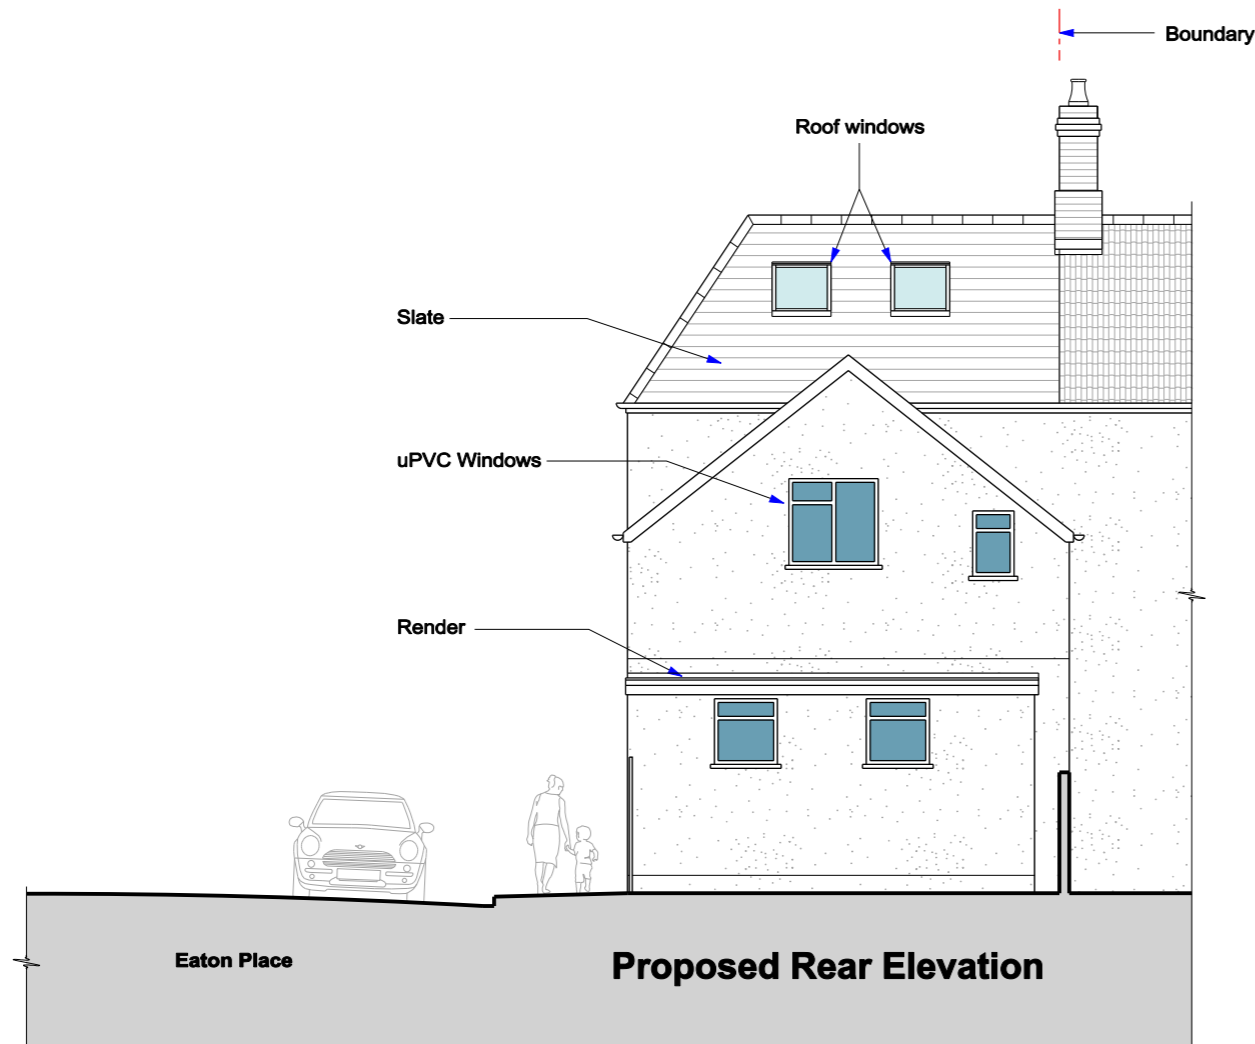 Boundary
Roof windows
Slate
uPVC Windows
Render
Eaton Place
Proposed Rear Elevation